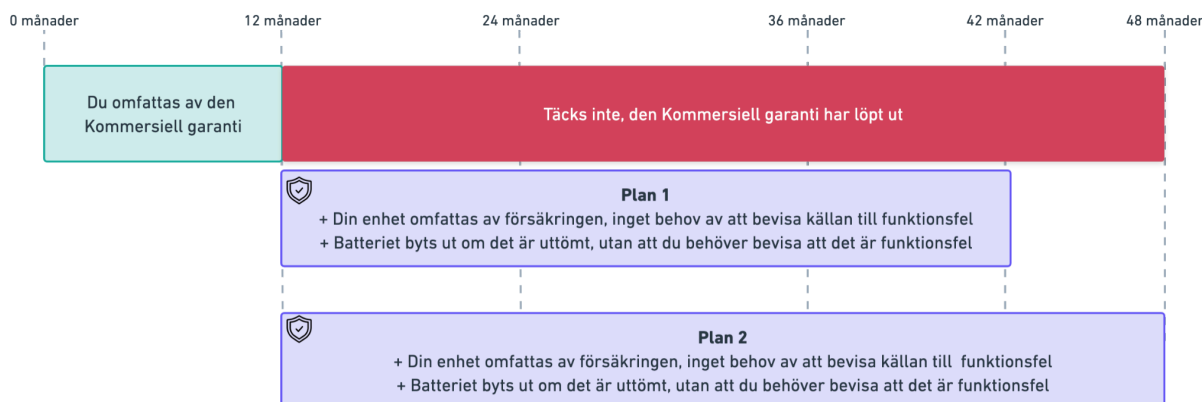 0 månader
12 månader
24 månader
36 månader
42 månader
48 månader
Du omfattas av den
Kommersiell garanti
Täcks inte, den Kommersiell garanti har löpt ut
Plan 1
+ Din enhet omfattas av försäkringen, inget behov av att bevisa källan till funktionsfel
+ Batteriet byts ut om det är uttömt, utan att du behöver bevisa att det är funktionsfel
Plan 2
+ Din enhet omfattas av försäkringen, inget behov av att bevisa källan till funktionsfel
+ Batteriet byts ut om det är uttömt, utan att du behöver bevisa att det är funktionsfel